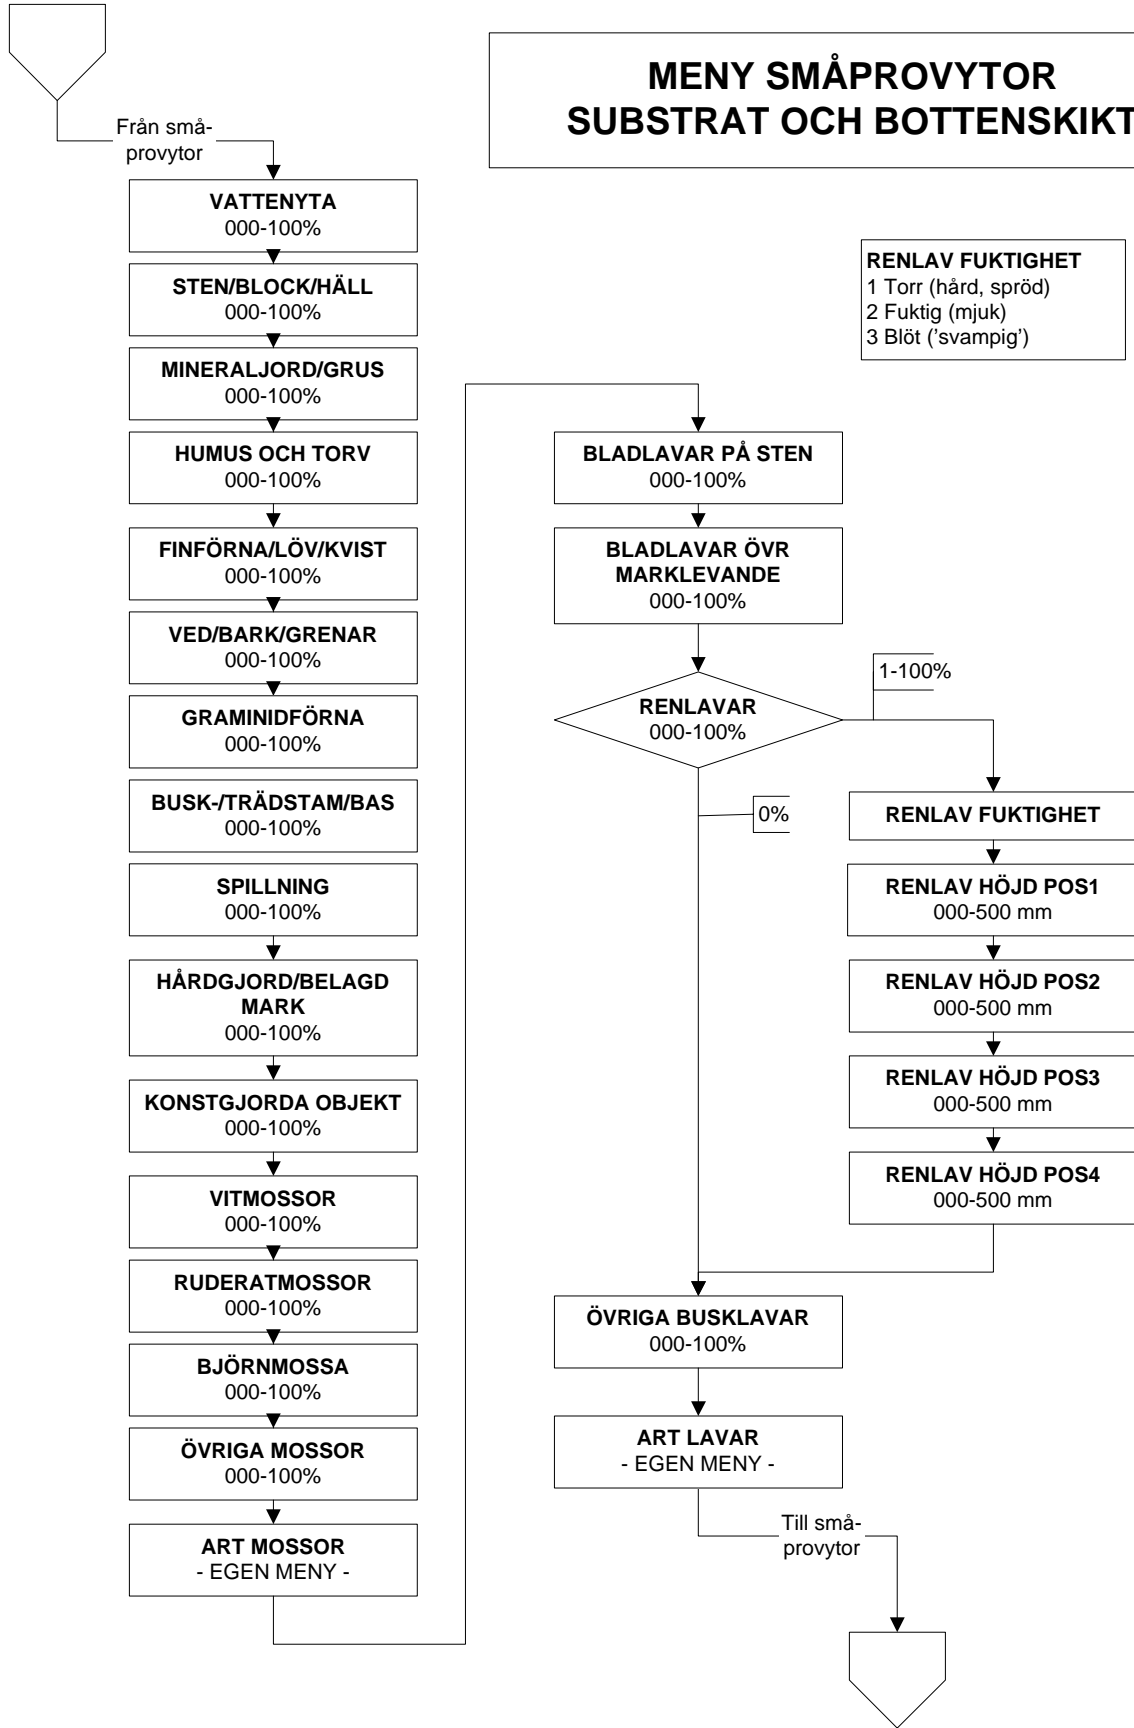 MENY SMÅPROVYTOR
SUBSTRAT OCH BOTTENSKIKT
Från små-
provytor
VATTENYTA
000-100%
STEN/BLOCK/HÄLL
000-100%
MINERALJORD/GRUS
000-100%
HUMUS OCH TORV
000-100%
FINFÖRNA/LÖV/KVIST
000-100%
VED/BARK/GRENAR
000-100%
GRAMINIDFÖRNA
000-100%
BUSK-/TRÄDSTAM/BAS
000-100%
SPILLNING
000-100%
HÅRDGJORD/BELAGD
MARK
000-100%
KONSTGJORDA OBJEKT
000-100%
VITMOSSOR
000-100%
RUDERATMOSSOR
000-100%
BJÖRNMOSSA
000-100%
ÖVRIGA MOSSOR
000-100%
ART MOSSOR
- EGEN MENY -
RENLAV FUKTIGHET
1 Torr (hård, spröd)
2 Fuktig (mjuk)
3 Blöt ('svampig')
BLADLAVAR PÅ STEN
000-100%
BLADLAVAR ÖVR
MARKLEVANDE
000-100%
RENLAVAR
000-100%
1-100%
0%
RENLAV FUKTIGHET
RENLAV HÖJD POS1
000-500 mm
RENLAV HÖJD POS2
000-500 mm
RENLAV HÖJD POS3
000-500 mm
RENLAV HÖJD POS4
000-500 mm
ÖVRIGA BUSKLAVAR
000-100%
ART LAVAR
- EGEN MENY -
Till små-
provytor